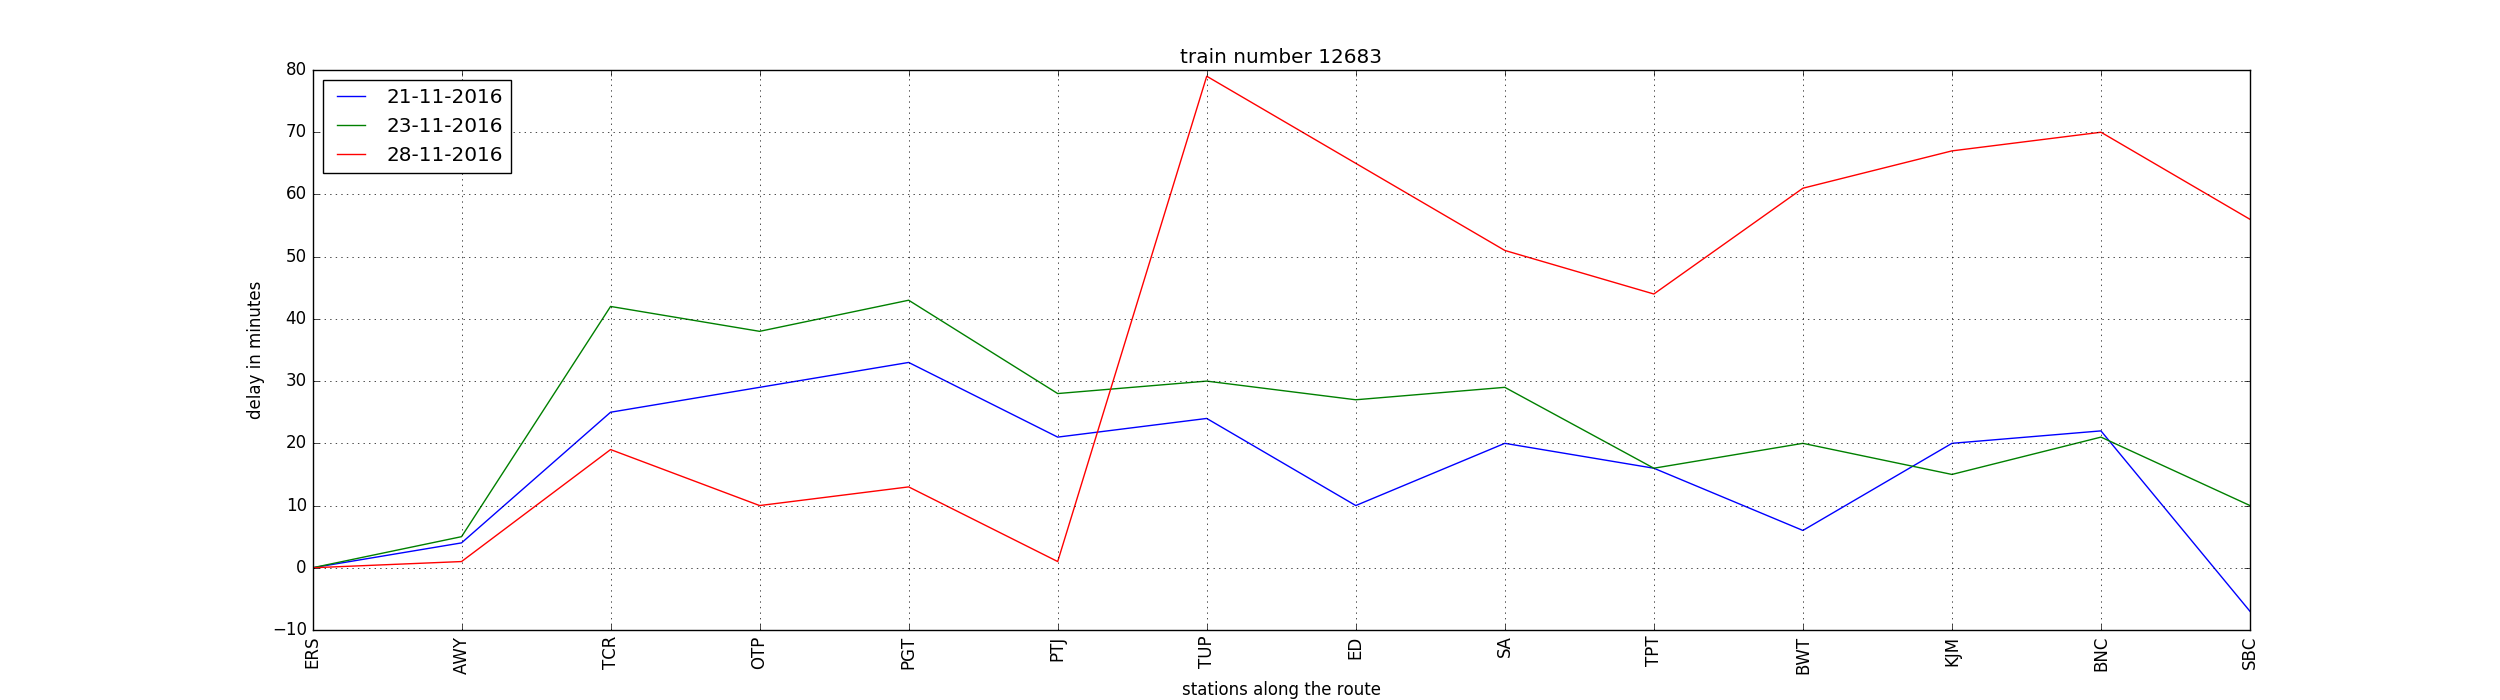 train number 12683
80
70
60
50
40
30
20
10
0
−10
21-11-2016
23-11-2016
28-11-2016
delay in minutes
ERS
AWY
TCR
OTP
PGT
PTJ
TUP
ED
SA
TPT
BWT
KJM
BNC
SBC
stations along the route